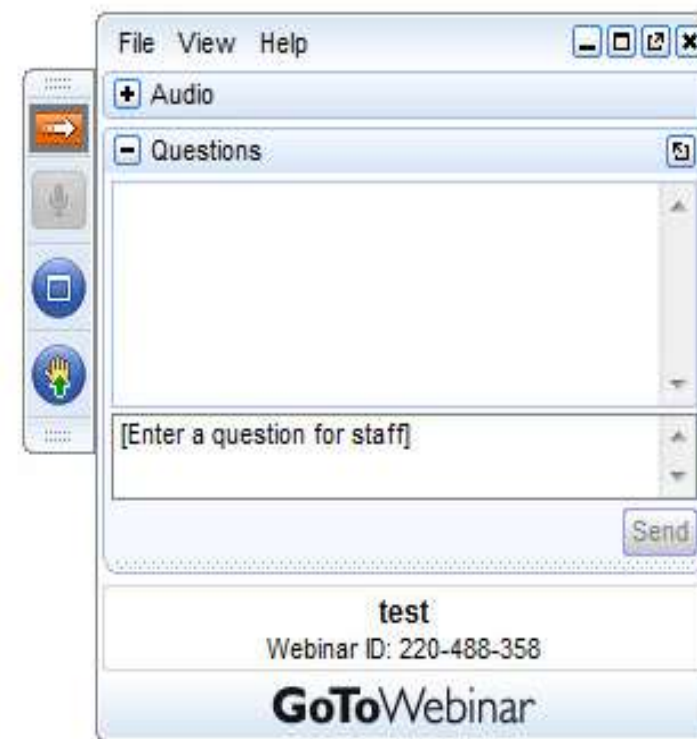 File View Help
Audio
Questions
[Enter a question for staff]
Send
test
Webinar ID: 220-488-358
GoToWebinar